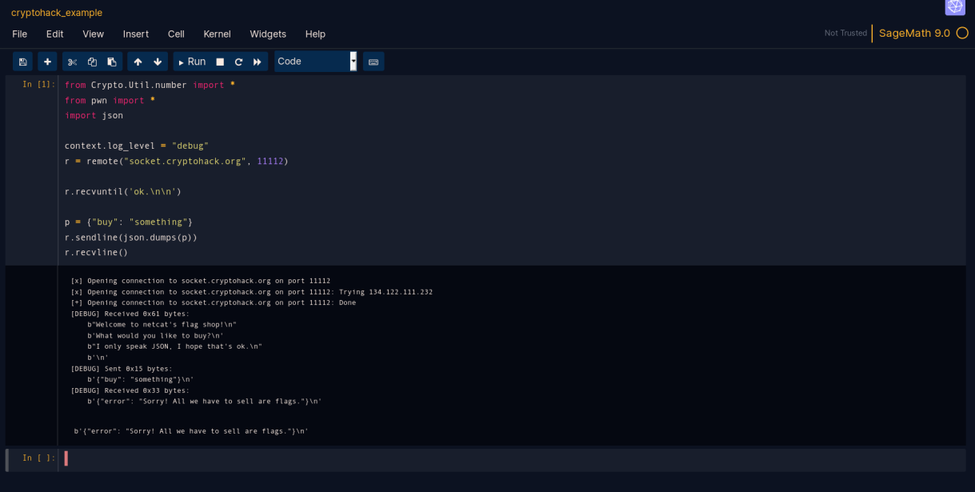 cryptohack_example
File Edit View Insert Cell Kernel Widgets Help
Not Trusted SageMath 9.0
Run Code
In [1]: from Crypto.Util.number import *
from pwn import *
import json
context.log_level = "debug"
r = remote("socket.cryptohack.org", 11112)
r.recvuntil('ok.\n\n')
p = {"buy": "something"}
r.sendline(json.dumps(p))
r.recvline()
[x] Opening connection to socket.cryptohack.org on port 11112
[x] Opening connection to socket.cryptohack.org on port 11112: Trying 134.122.111.232
[+] Opening connection to socket.cryptohack.org on port 11112: Done
[DEBUG] Received 0x61 bytes:
b"Welcome to netcat's flag shop!\n"
b'What would you like to buy?\n'
b"I only speak JSON, I hope that's ok.\n"
b'\n'
[DEBUG] Sent 0x15 bytes:
b'{"buy": "something"}\n'
[DEBUG] Received 0x33 bytes:
b'{"error": "Sorry! All we have to sell are flags."}\n'
b'{"error": "Sorry! All we have to sell are flags."}\n'
In [ ]: